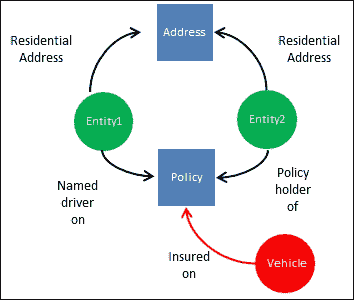 Address
Residential
Address
Residential
Address
Entity1
Entity2
Policy
Named
driver
on
Policy
holder
of
Insured
on
Vehicle